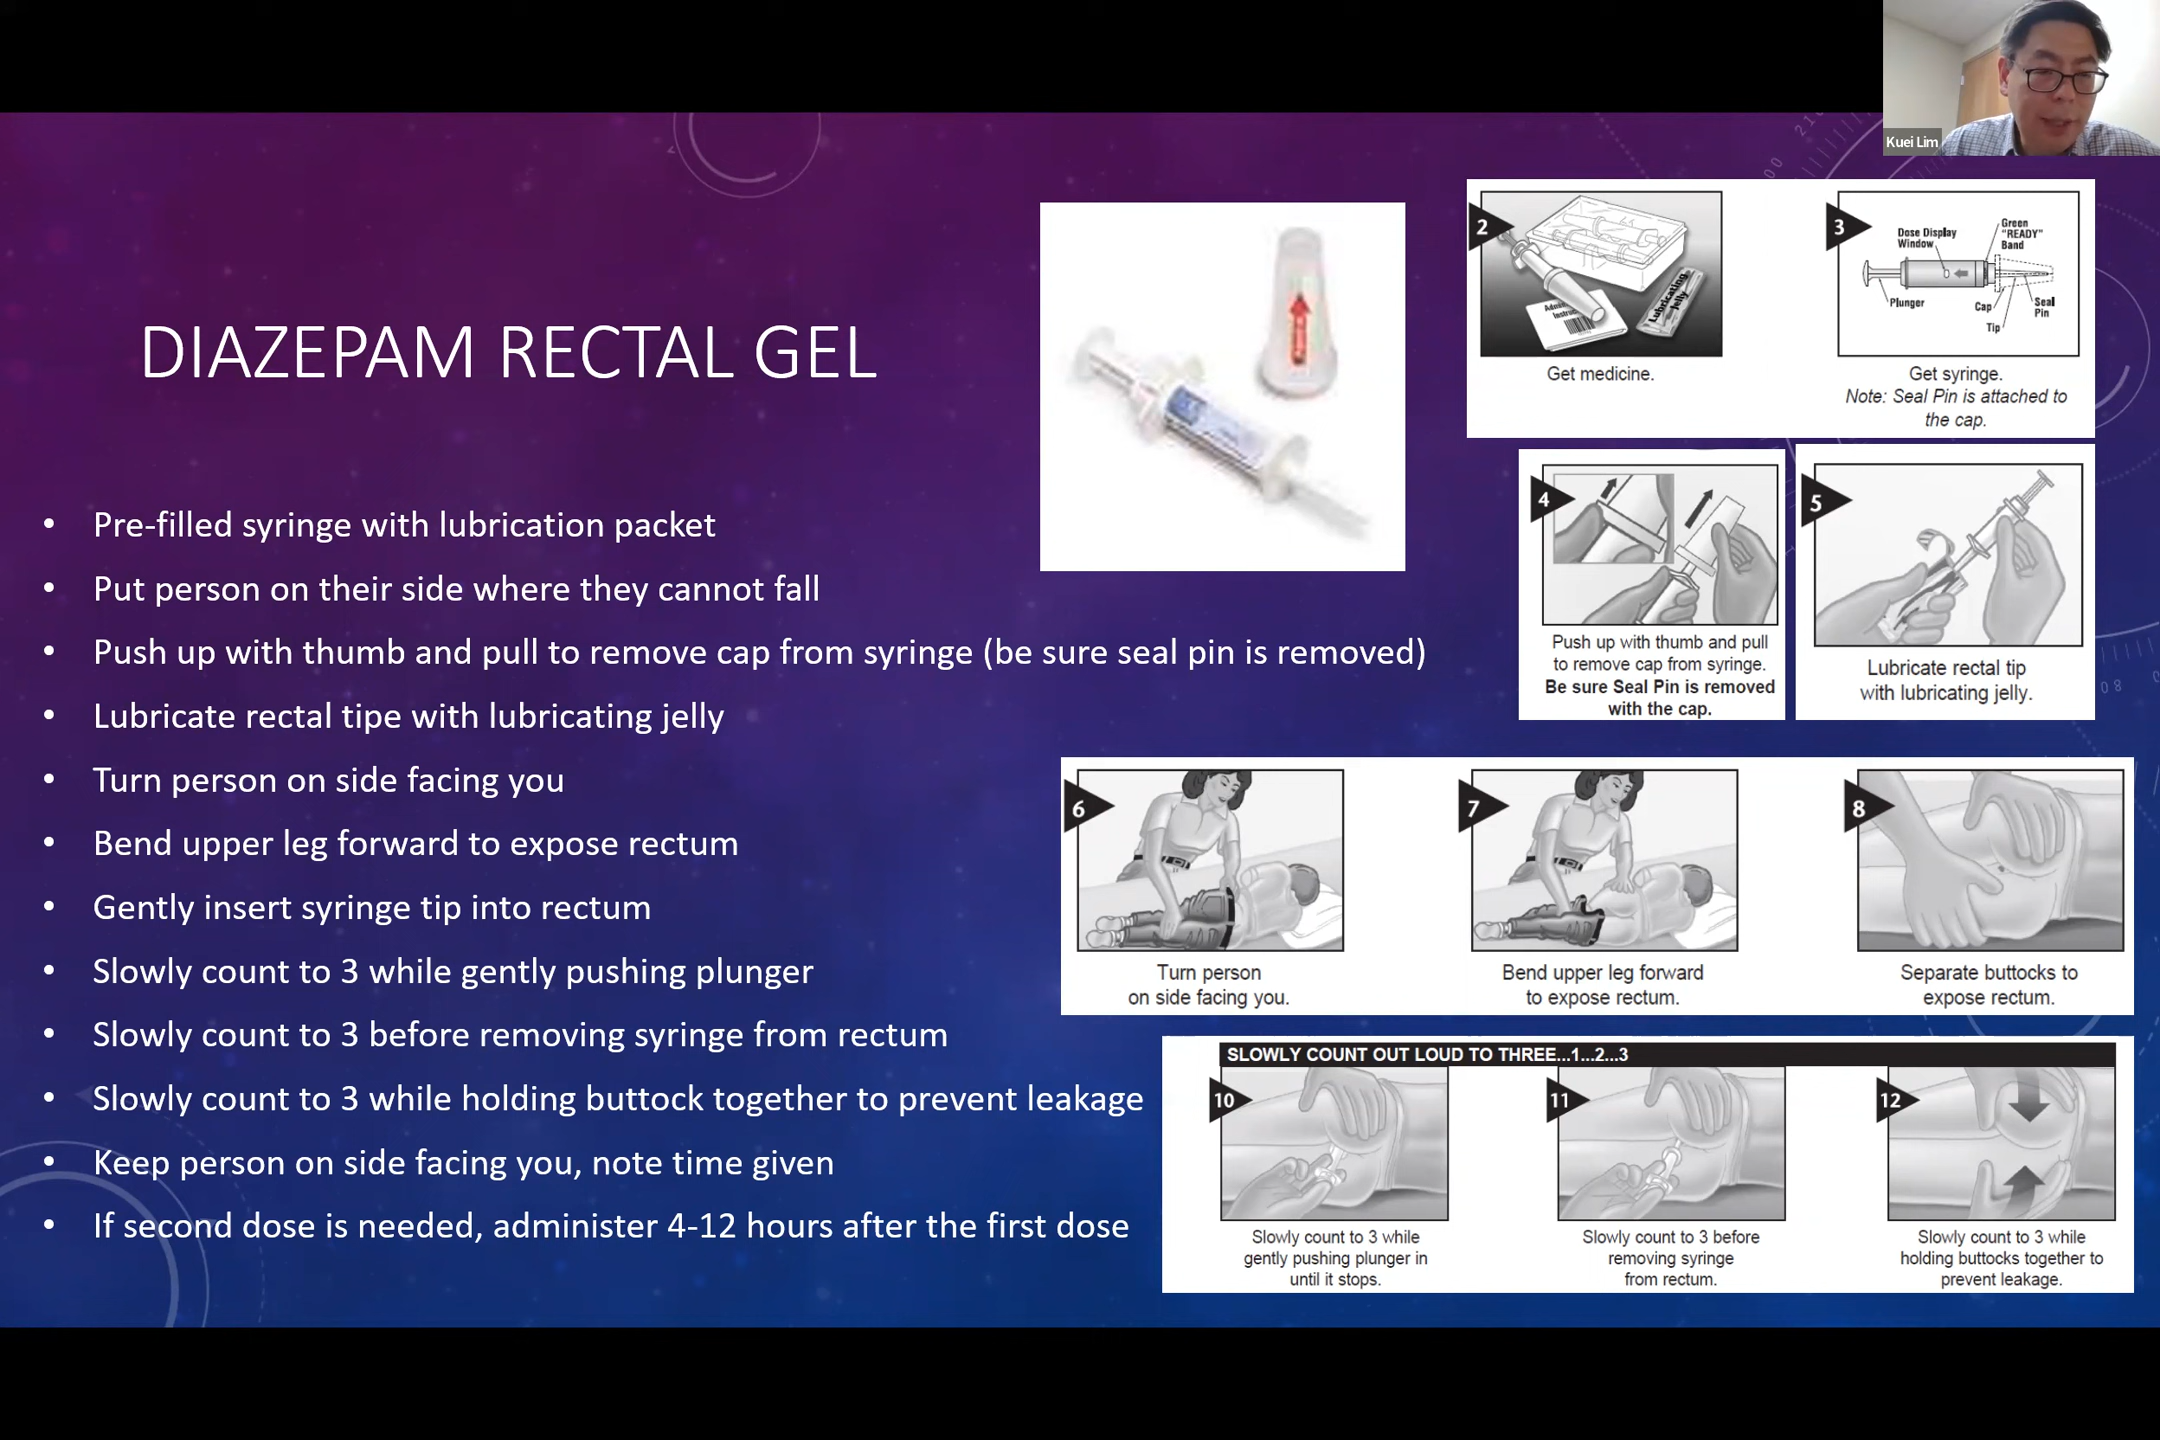 Kuei Lim
DIAZEPAM RECTAL GEL
• Pre-filled syringe with lubrication packet
• Put person on their side where they cannot fall
• Push up with thumb and pull to remove cap from syringe (be sure seal pin is removed)
• Lubricate rectal tipe with lubricating jelly
• Turn person on side facing you
• Bend upper leg forward to expose rectum
• Gently insert syringe tip into rectum
• Slowly count to 3 while gently pushing plunger
• Slowly count to 3 before removing syringe from rectum
• Slowly count to 3 while holding buttock together to prevent leakage
• Keep person on side facing you, note time given
• If second dose is needed, administer 4-12 hours after the first dose
2
Lubricating
Jelly
Get medicine.
3
Dose Display
Window
Green
"READY"
Band
Plunger
Cap
Tip
Seal
Pin
Get syringe.
Note: Seal Pin is attached to
the cap.
4
Push up with thumb and pull
to remove cap from syringe.
Be sure Seal Pin is removed
with the cap.
5
Lubricate rectal tip
with lubricating jelly.
6
Turn person
on side facing you.
7
Bend upper leg forward
to expose rectum.
8
Separate buttocks to
expose rectum.
SLOWLY COUNT OUT LOUD TO THREE...1...2...3
10
Slowly count to 3 while
gently pushing plunger in
until it stops.
11
Slowly count to 3 before
removing syringe
from rectum.
12
Slowly count to 3 while
holding buttocks together to
prevent leakage.